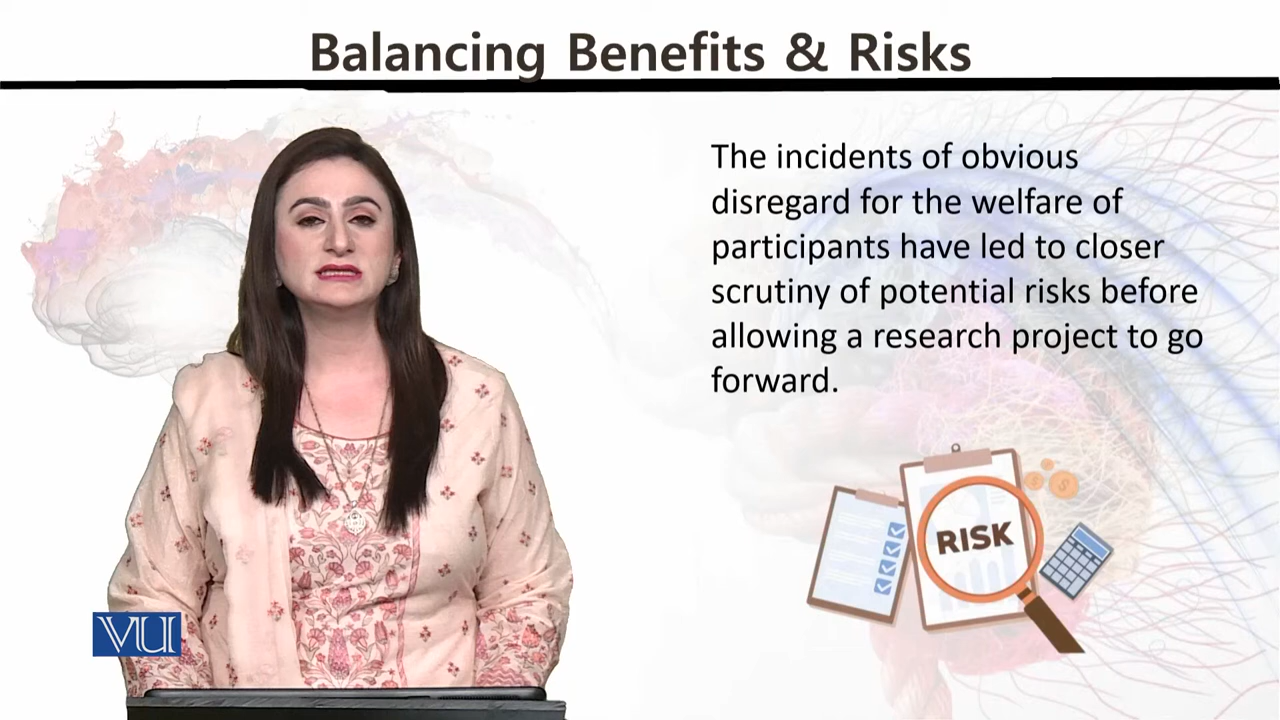 Balancing Benefits & Risks
The incidents of obvious
disregard for the welfare of
participants have led to closer
scrutiny of potential risks before
allowing a research project to go
forward.
RISK
VU